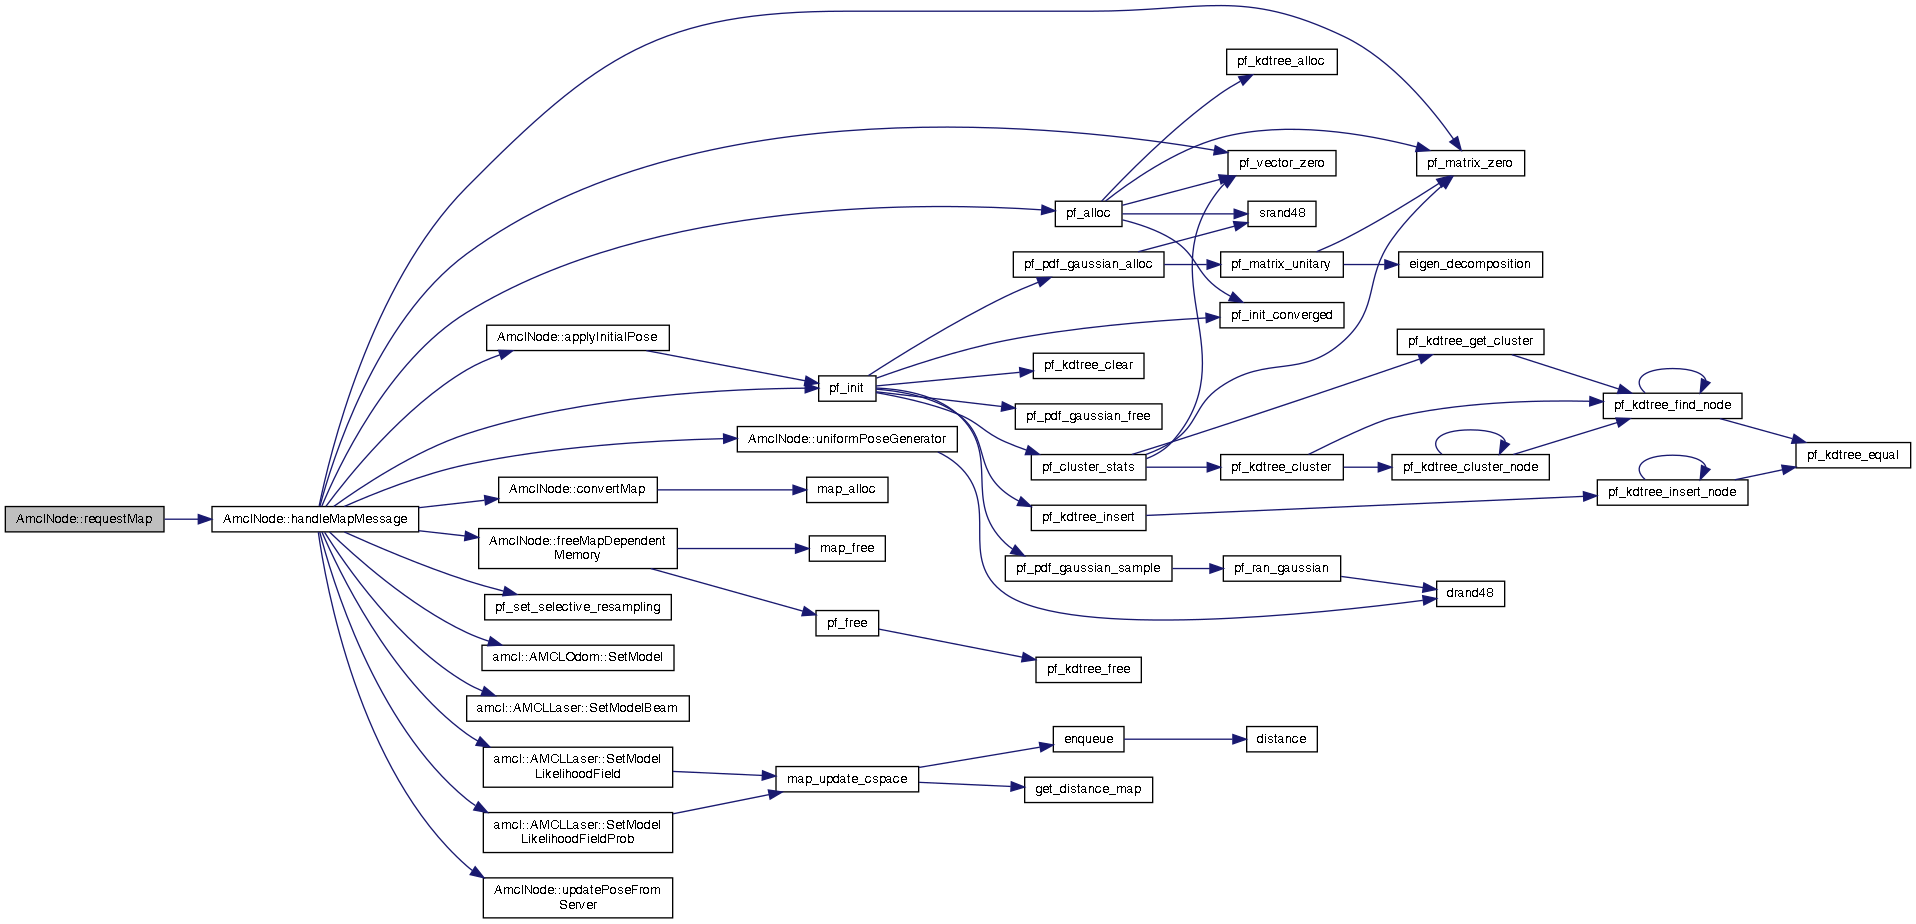 pf_kdtree_alloc
pf_vector_zero
pf_matrix_zero
pf_alloc
srand48
pf_pdf_gaussian_alloc
pf_matrix_unitary
eigen_decomposition
pf_init_converged
AmclNode::applyInitialPose
pf_kdtree_get_cluster
pf_kdtree_clear
pf_init
pf_kdtree_find_node
pf_pdf_gaussian_free
AmclNode::uniformPoseGenerator
pf_kdtree_equal
pf_cluster_stats
pf_kdtree_cluster
pf_kdtree_cluster_node
AmclNode::convertMap
map_alloc
pf_kdtree_insert_node
AmclNode::requestMap
AmclNode::handleMapMessage
pf_kdtree_insert
AmclNode::freeMapDependent
Memory
map_free
pf_pdf_gaussian_sample
pf_ran_gaussian
drand48
pf_set_selective_resampling
pf_free
amcl::AMCLOdom::SetModel
pf_kdtree_free
amcl::AMCLLaser::SetModelBeam
enqueue
distance
amcl::AMCLLaser::SetModel
LikelihoodField
map_update_cspace
get_distance_map
amcl::AMCLLaser::SetModel
LikelihoodFieldProb
AmclNode::updatePoseFrom
Server